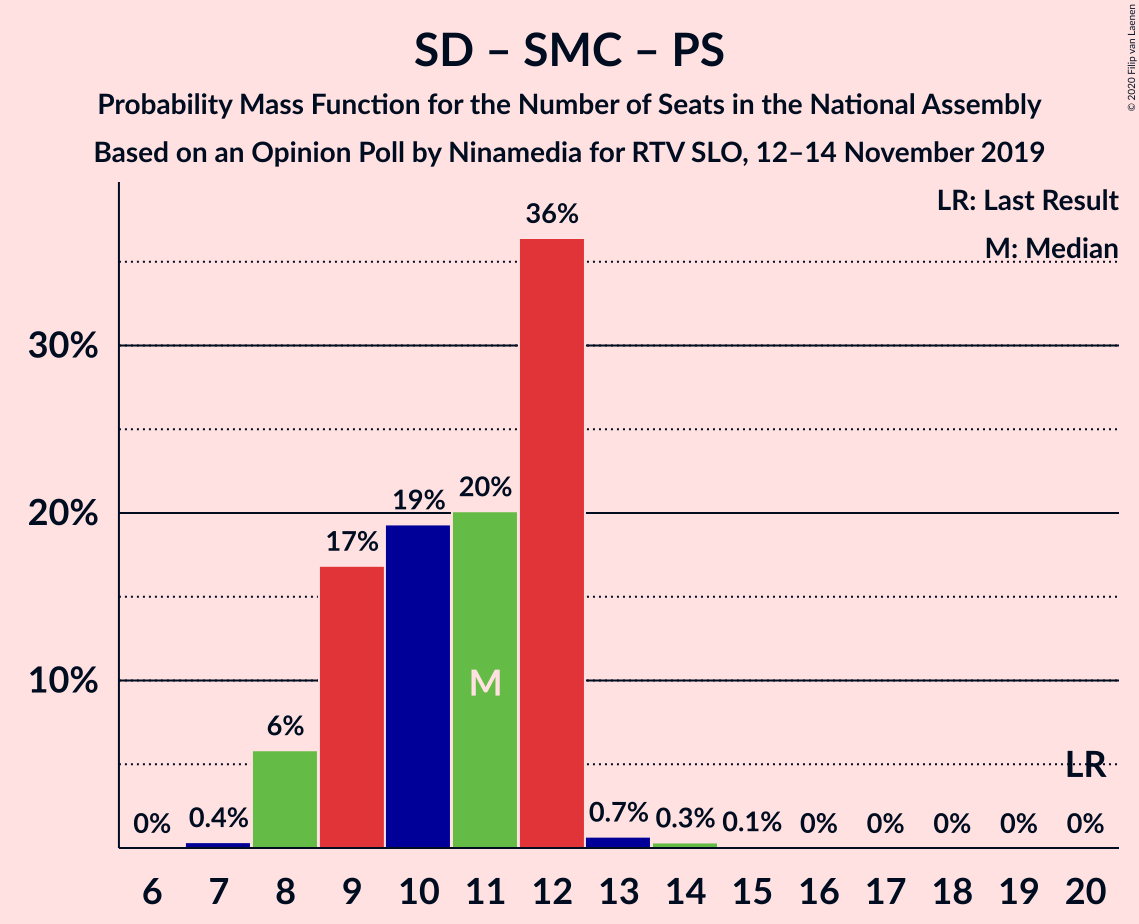 SD – SMC – PS
Probability Mass Function for the Number of Seats in the National Assembly
Based on an Opinion Poll by Ninamedia for RTV SLO, 12–14 November 2019
© 2020 Filip van Laenen
LR: Last Result
M: Median
36%
30%
20%
19%
20%
17%
10%
M
6%
LR
0% 0.4% 0.7% 0.3% 0.1% 0% 0% 0% 0% 0%
6 7 8 9 10 11 12 13 14 15 16 17 18 19 20